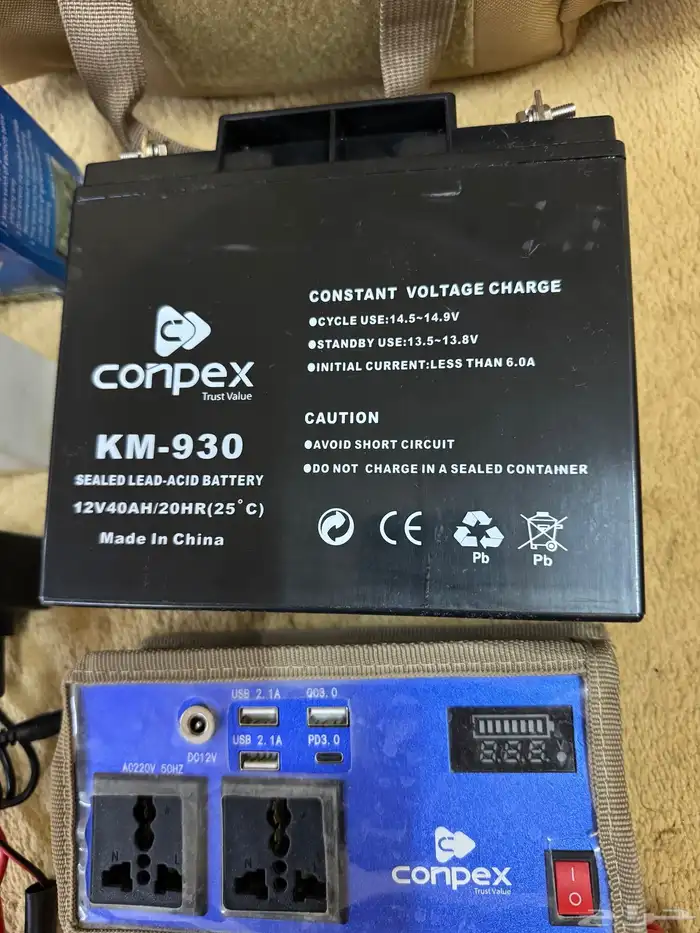 conpex
Trust Value
KM-930
SEALED LEAD-ACID BATTERY
12V40AH/20HR(25°C)
Made In China
CONSTANT VOLTAGE CHARGE
●CYCLE USE:14.5~14.9V
●STANDBY USE:13.5~13.8V
●INITIAL CURRENT:LESS THAN 6.0A
CAUTION
●AVOID SHORT CIRCUIT
●DO NOT CHARGE IN A SEALED CONTAINER
CE
Pb
Pb
USB 2.1A
QC3.0
DC12V
USB 2.1A
PD3.0
AC220V 50HZ
N
L
N
L
V
conpex
Trust Value
I
O